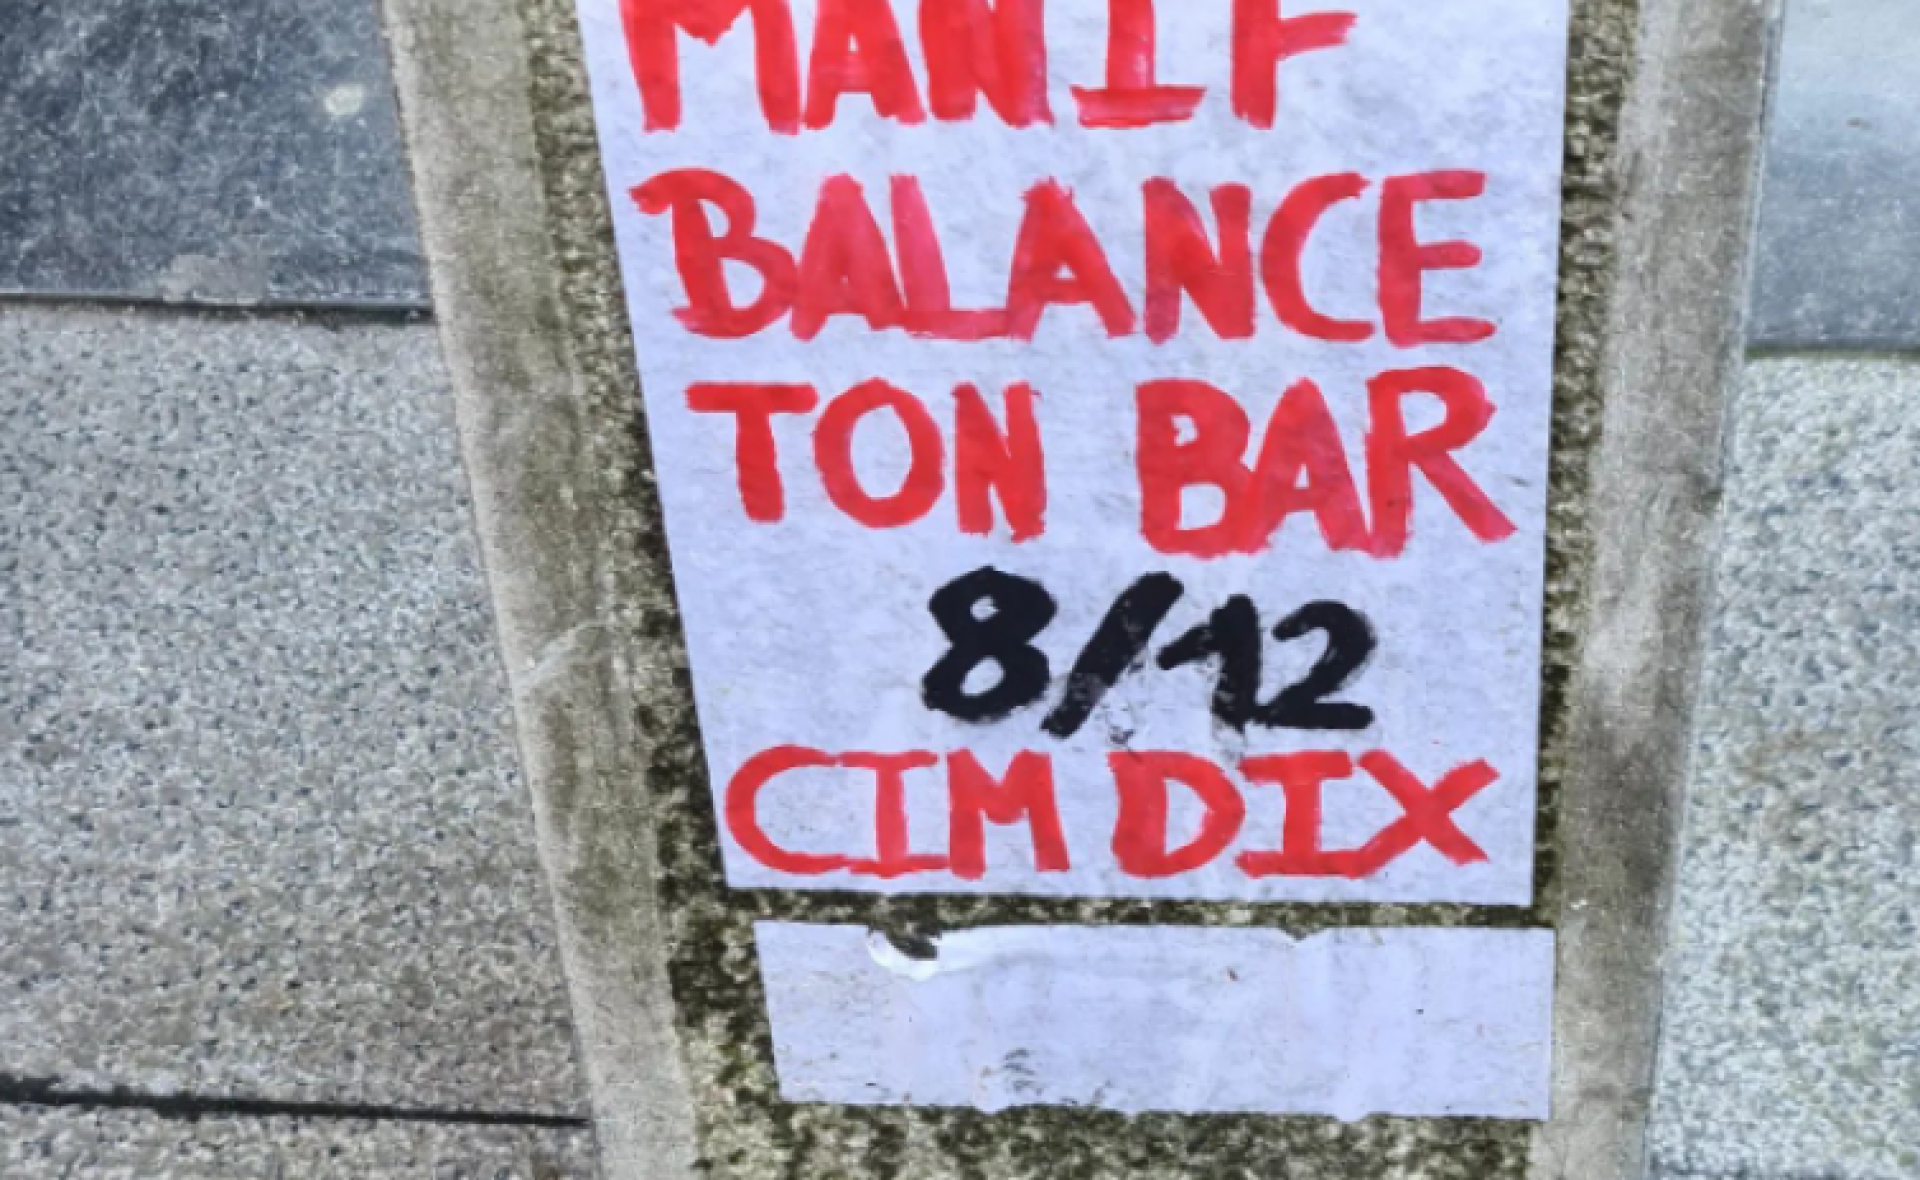 MANIF
BALANCE
TON BAR
8/12
CIM DIX